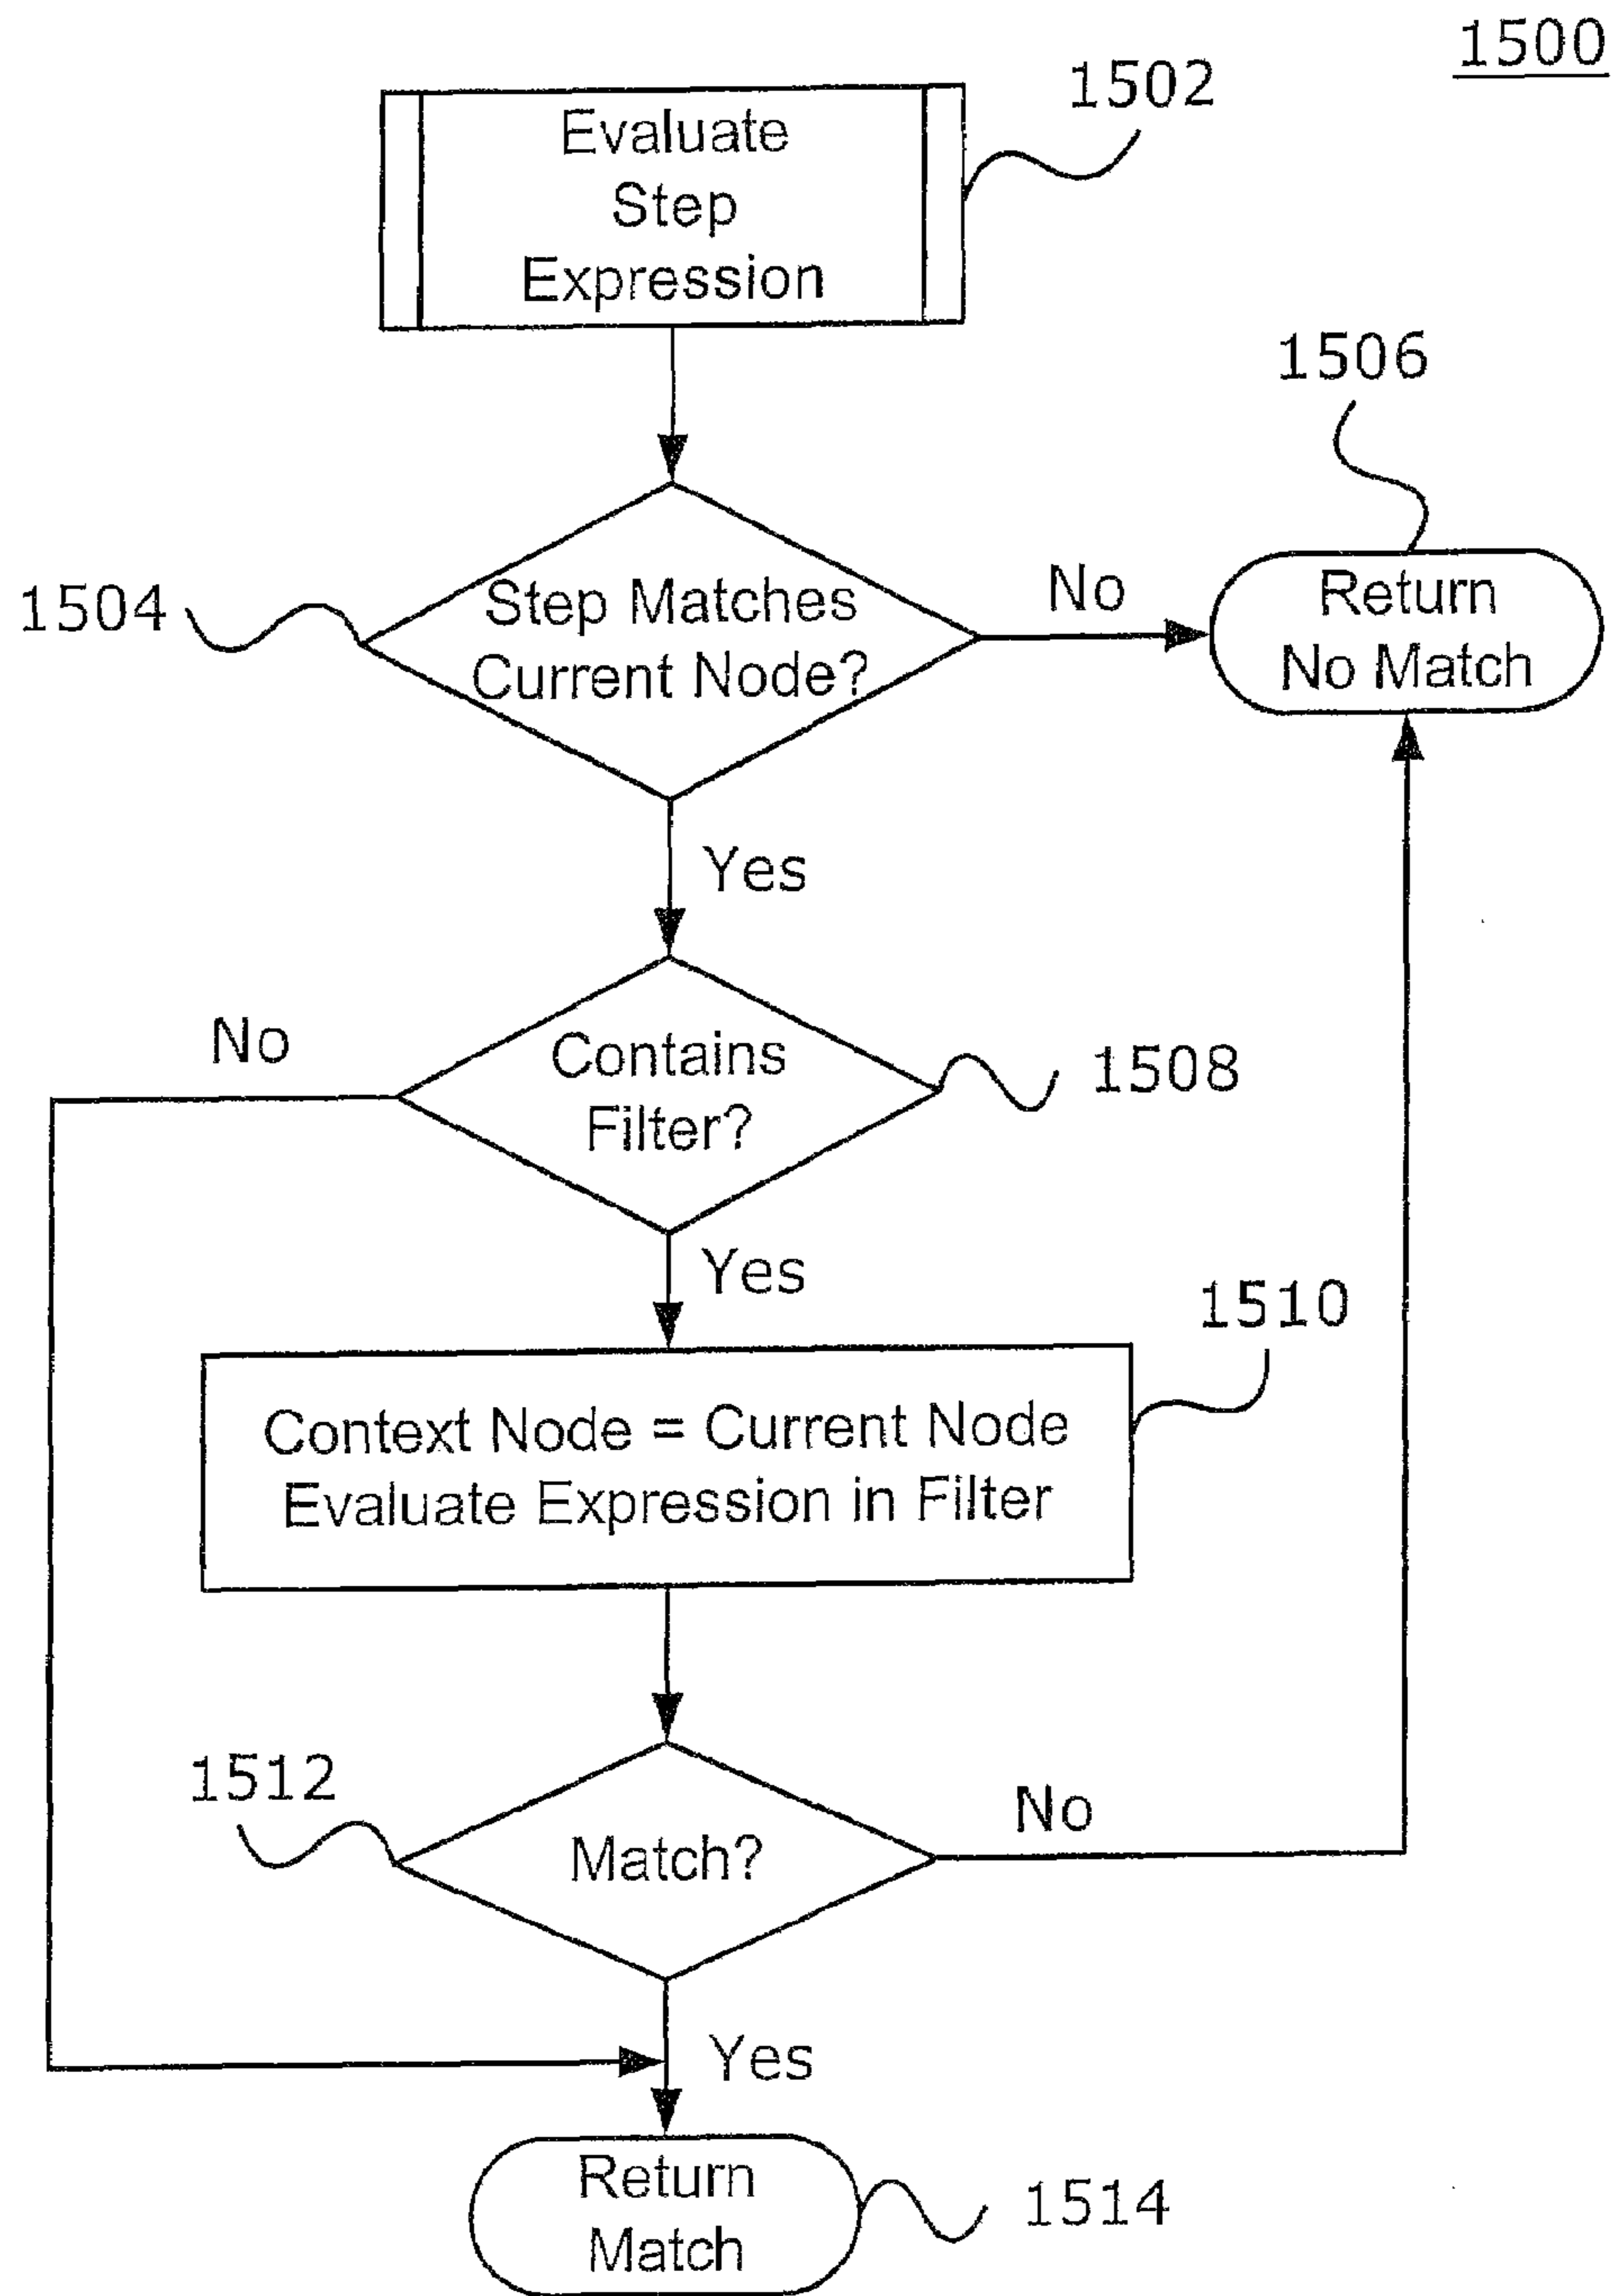 1500
1502
Evaluate
Step
Expression
1506
1504
Step Matches
Current Node?
No
Return
No Match
Yes
No
Contains
Filter?
1508
Yes
1510
Context Node = Current Node
Evaluate Expression in Filter
1512
Match?
No
Yes
Return
Match
1514